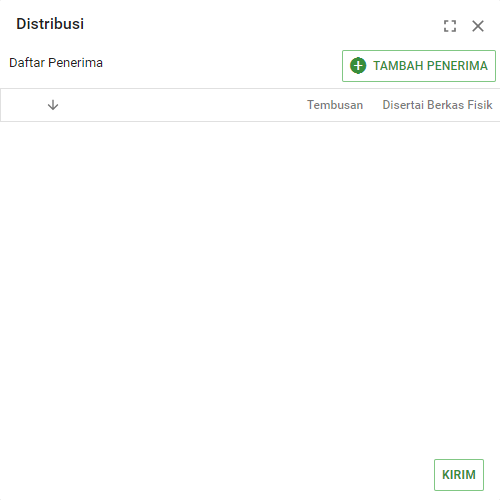 Distribusi
Daftar Penerima
TAMBAH PENERIMA
Tembusan Disertai Berkas Fisik
KIRIM